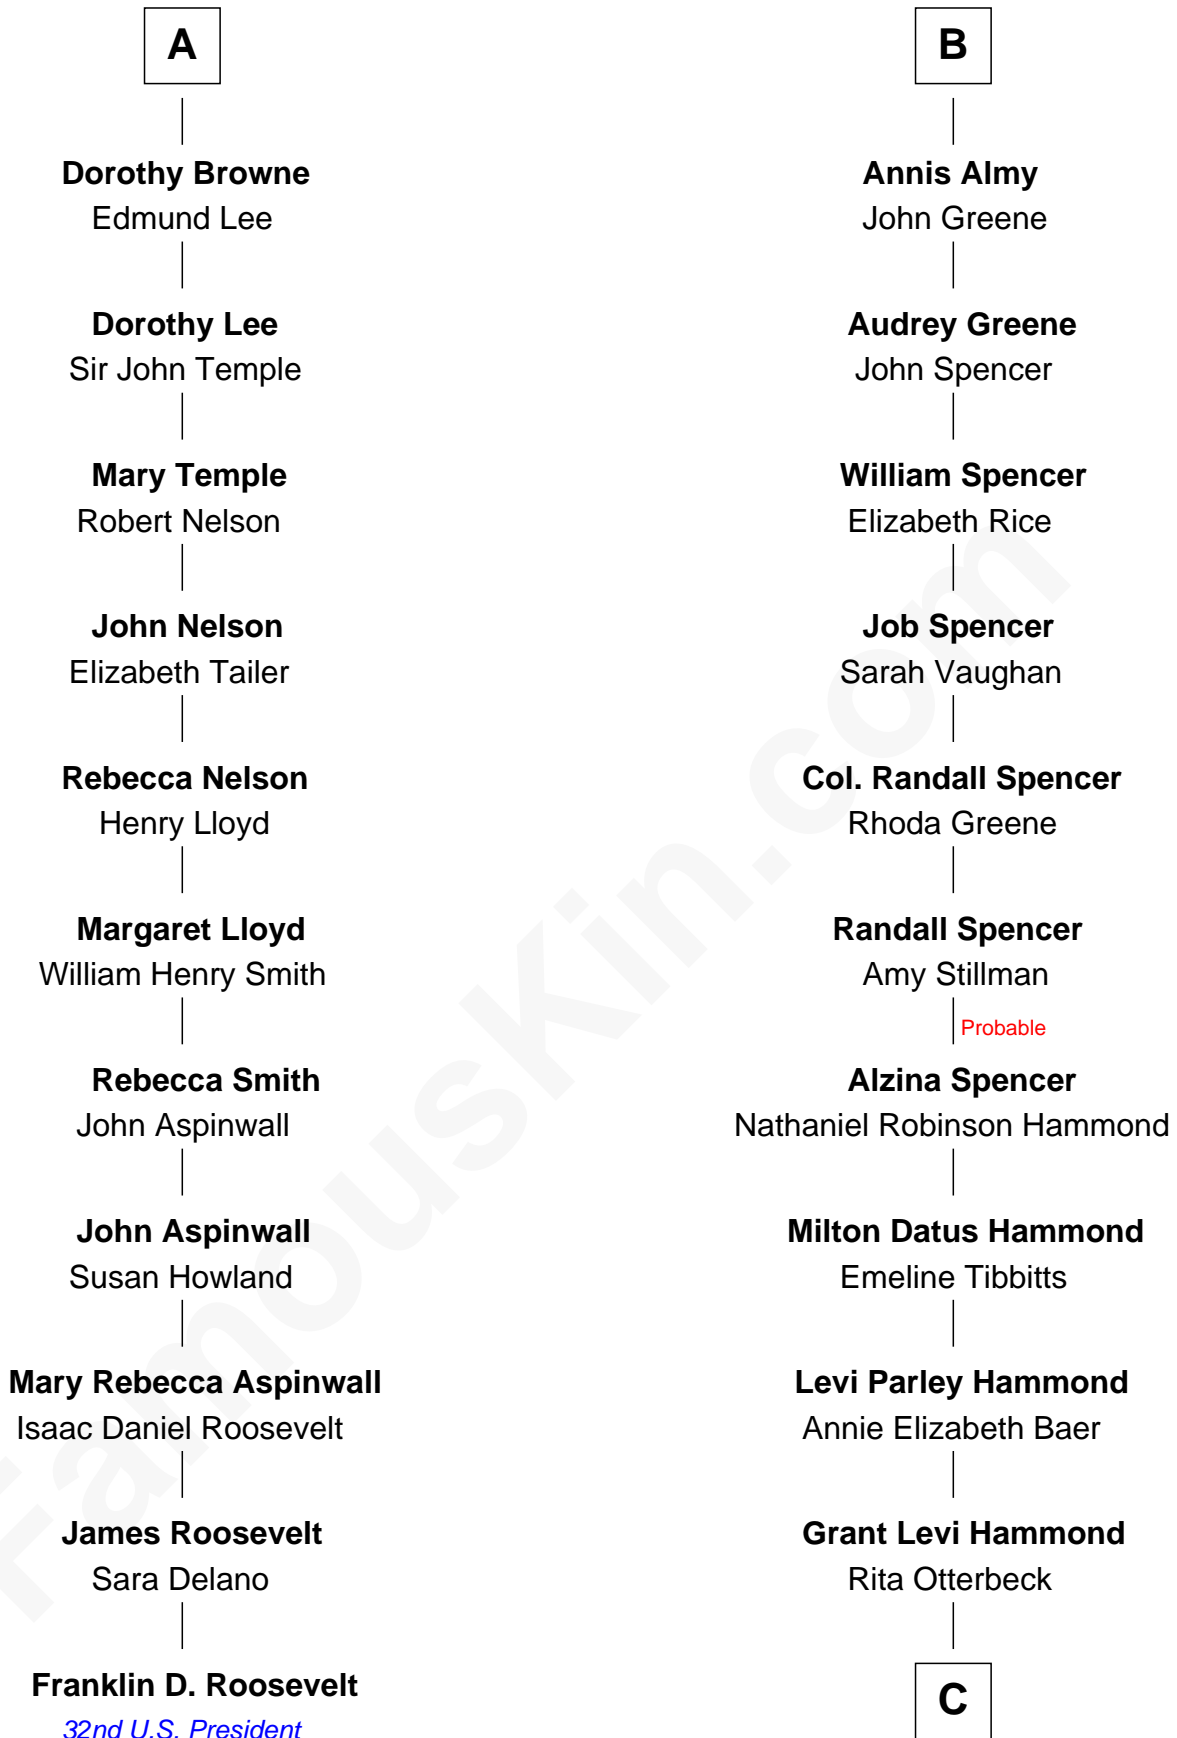 A
Dorothy Browne
Edmund Lee
Dorothy Lee
Sir John Temple
Mary Temple
Robert Nelson
John Nelson
Elizabeth Tailer
Rebecca Nelson
Henry Lloyd
Margaret Lloyd
William Henry Smith
Rebecca Smith
John Aspinwall
John Aspinwall
Susan Howland
Mary Rebecca Aspinwall
Isaac Daniel Roosevelt
James Roosevelt
Sara Delano
Franklin D. Roosevelt
32nd U.S. President
B
Annis Almy
John Greene
Audrey Greene
John Spencer
William Spencer
Elizabeth Rice
Job Spencer
Sarah Vaughan
Col. Randall Spencer
Rhoda Greene
Randall Spencer
Amy Stillman
Probable
Alzina Spencer
Nathaniel Robinson Hammond
Milton Datus Hammond
Emeline Tibbitts
Levi Parley Hammond
Annie Elizabeth Baer
Grant Levi Hammond
Rita Otterbeck
C
FamousKin.com